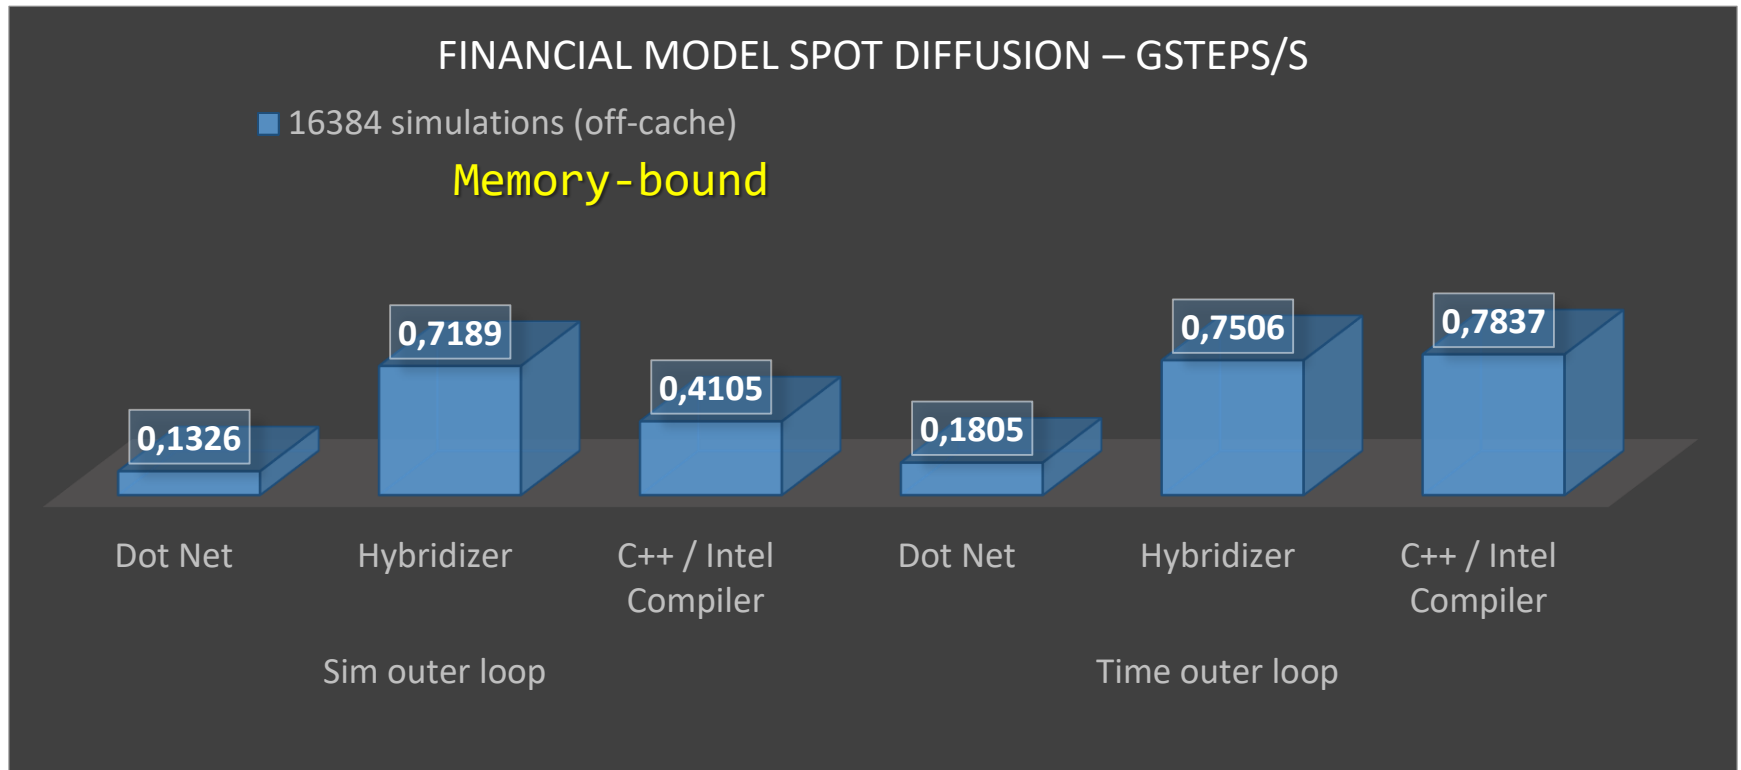 FINANCIAL MODEL SPOT DIFFUSION – GSTEPS/S
16384 simulations (off-cache)
Memory-bound
0,1326
0,7189
0,4105
0,1805
0,7506
0,7837
Dot Net
Hybridizer
C++ / Intel
Compiler
Dot Net
Hybridizer
C++ / Intel
Compiler
Sim outer loop
Time outer loop